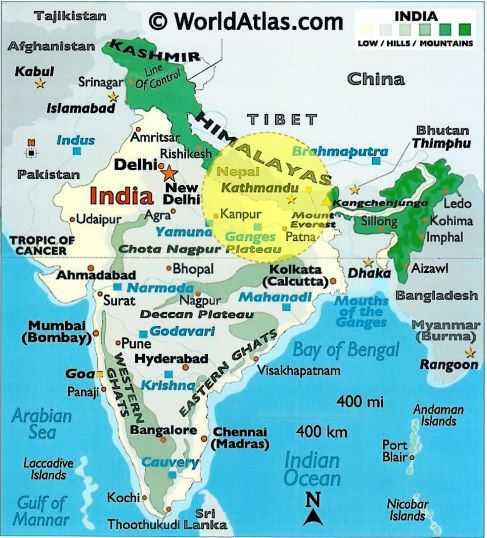 © WorldAtlas.com
Tajikistan
INDIA
LOW / HILLS / MOUNTAINS
Afghanistan
KASHMIR
Line Of Control
Kabul
Srinagar
China
Islamabad
HIMALAYAS
TIBET
Bhutan
Thimphu
Amritsar
Indus
Rishikesh
Brahmaputra
Delhi
Nepal
Pakistan
Kathmandu
Kangchenjunga
Ledo
India
New
Delhi
Mount
Everest
Kohima
Udaipur
Agra
Kanpur
Sillong
Imphal
Yamuna
Ganges
Patna
TROPIC OF
CANCER
Chota Nagpur Plateau
Ahmadabad
Bhopal
Kolkata
(Calcutta)
Dhaka
Aizawl
Surat
Narmada
Nagpur
Mahanadi
Bangladesh
Deccan Plateau
Mouths
of the
Ganges
Mumbai
(Bombay)
Godavari
Myanmar
(Burma)
Pune
Hyderabad
EASTERN GHATS
Bay of Bengal
Rangoon
Visakhapatnam
Goa
WESTERN
GHATS
Krishna
Panaji
400 mi
Arabian
Sea
Andaman
Islands
Bangalore
Chennai
(Madras)
400 km
Port
Blair
Cauvery
Indian
Ocean
Laccadive
Islands
Kochi
Nicobar
Islands
Gulf of
Mannar
Thoothukudi
Sri
Lanka
N